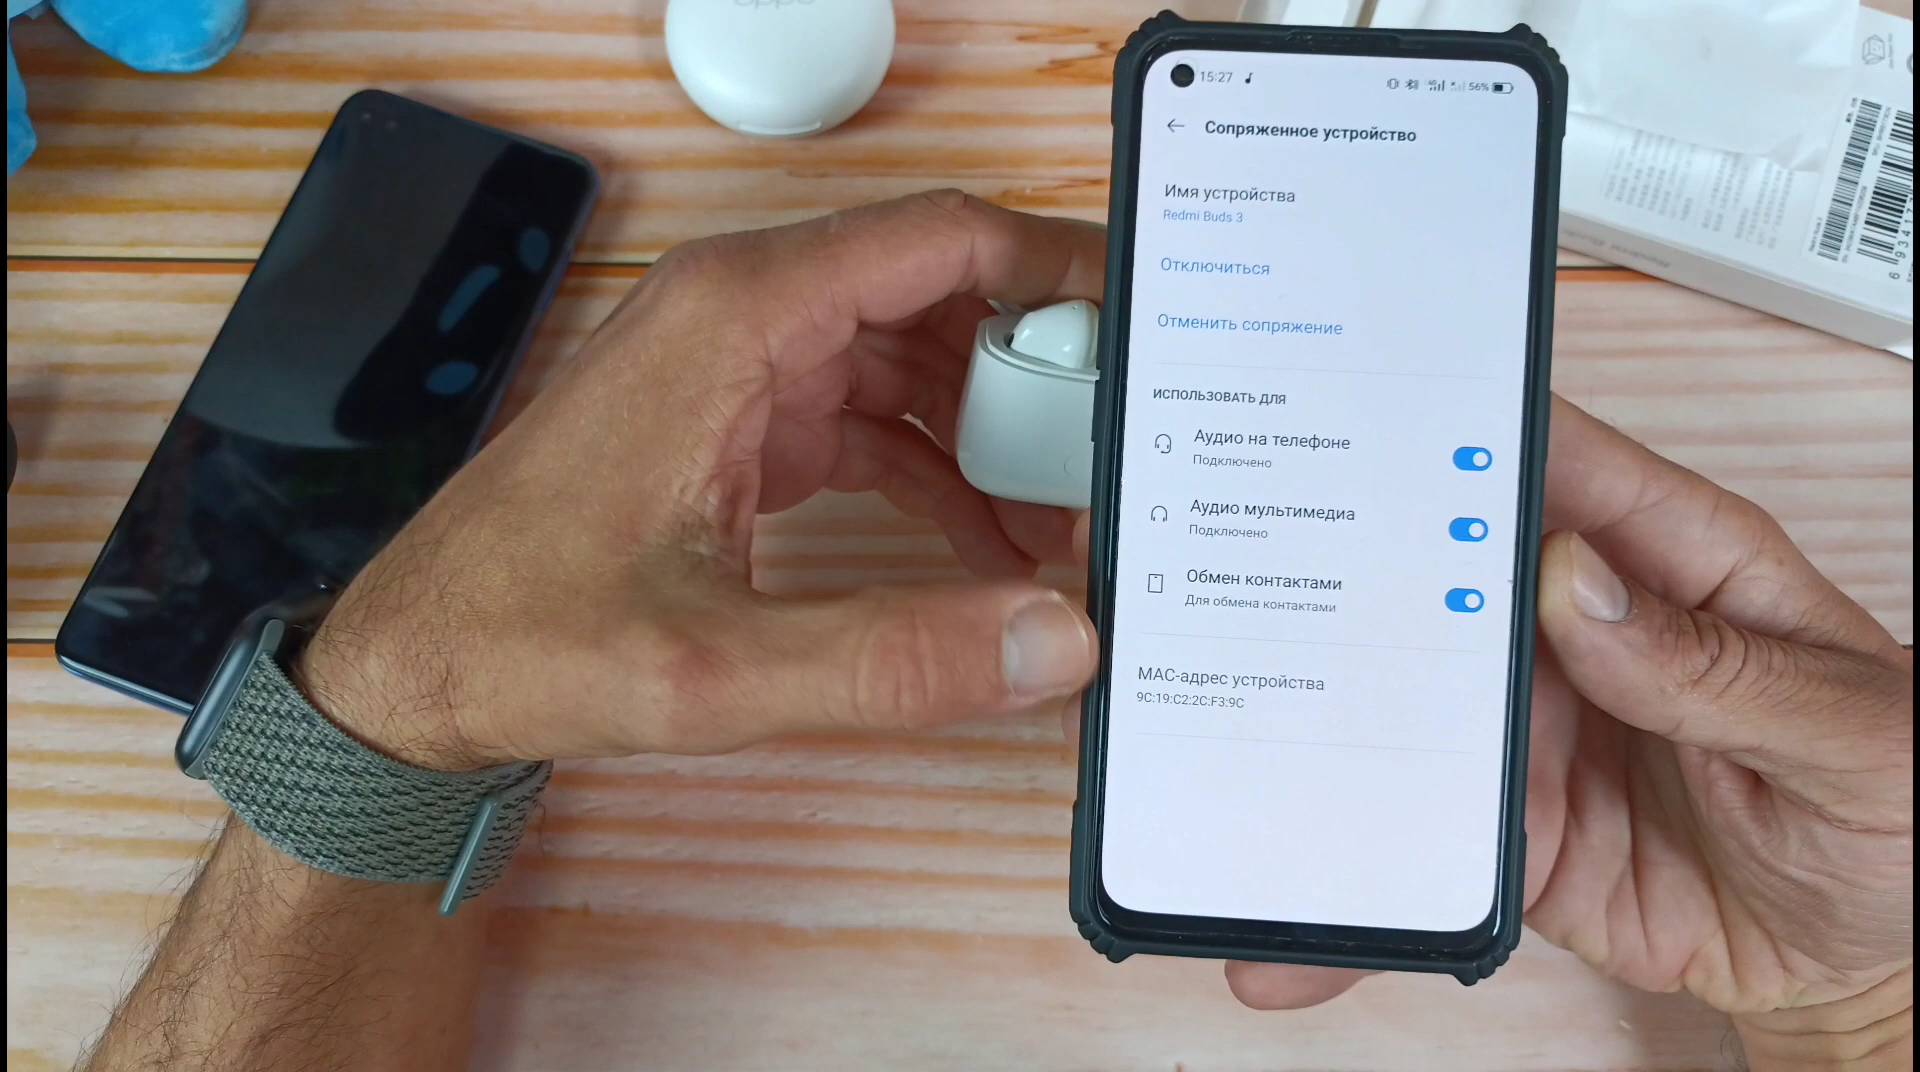 oppo
15:27
56%
Сопряженное устройство
Имя устройства
Redmi Buds 3
Отключиться
Отменить сопряжение
ИСПОЛЬЗОВАТЬ ДЛЯ
Аудио на телефоне
Подключено
Аудио мультимедиа
Подключено
Обмен контактами
Для обмена контактами
MAC-адрес устройства
9C:19:C2:2C:F3:9C